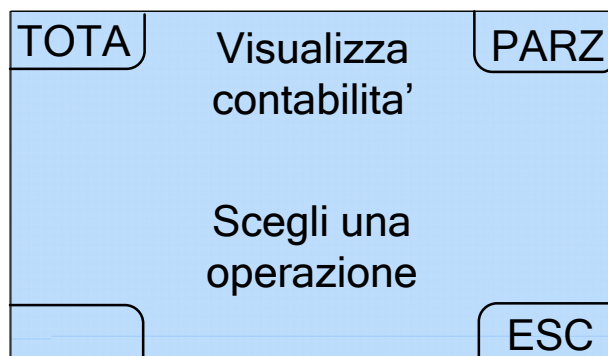 TOTA
PARZ
Visualizza
contabilita’
Scegli una
operazione
ESC